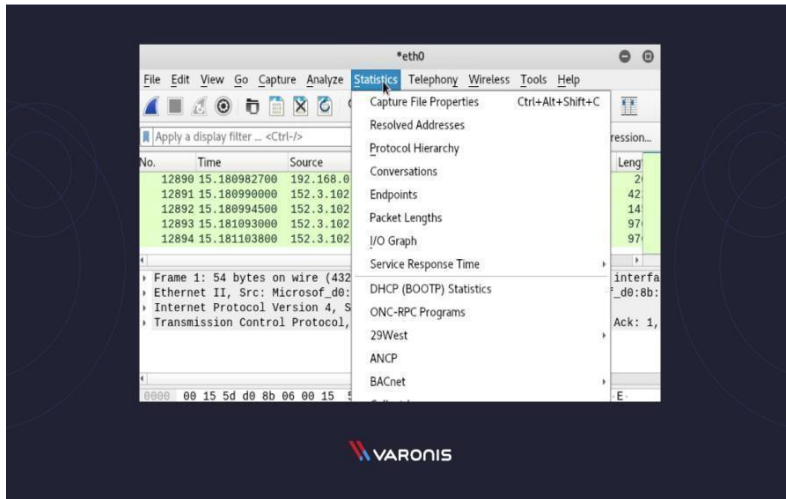 *eth0
File Edit View Go Capture Analyze Statistics Telephony Wireless Tools Help
Capture File Properties Ctrl+Alt+Shift+C
Resolved Addresses
Apply a display filter ... <Ctrl-/>
ression...
Protocol Hierarchy
No. Time Source Leng
Conversations
12890 15.180982700 192.168.0
12891 15.180990000 152.3.102 42
Endpoints
12892 15.180994500 152.3.102 14
Packet Lengths
12893 15.181093000 152.3.102 97
12894 15.181103800 152.3.102 97
I/O Graph
Service Response Time
Frame 1: 54 bytes on wire (432 interfa
DHCP (BOOTP) Statistics
Ethernet II, Src: Microsof_d0: _d0:8b:
Internet Protocol Version 4, S
ONC-RPC Programs
Transmission Control Protocol, Ack: 1,
29West
ANCP
BACnet
0000 00 15 5d d0 8b 06 00 15 ·E·
VARONIS